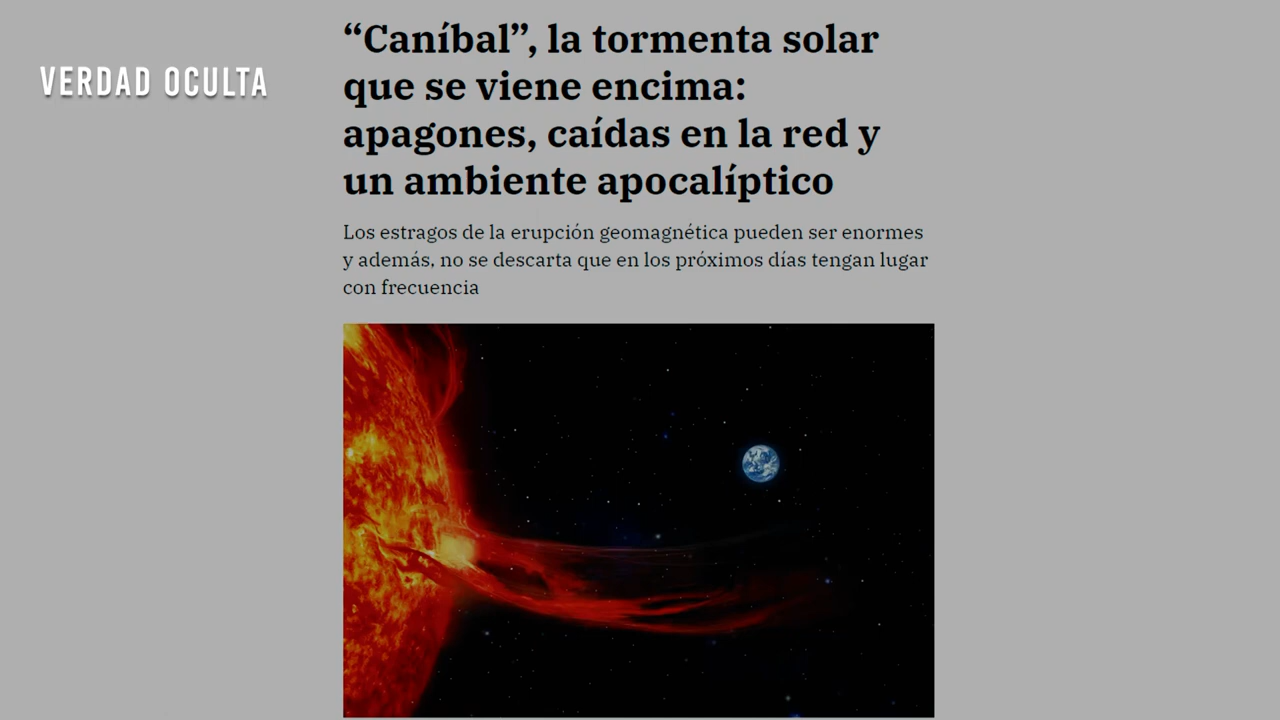 VERDAD OCULTA
“Caníbal”, la tormenta solar
que se viene encima:
apagones, caídas en la red y
un ambiente apocalíptico
Los estragos de la erupción geomagnética pueden ser enormes
y además, no se descarta que en los próximos días tengan lugar
con frecuencia